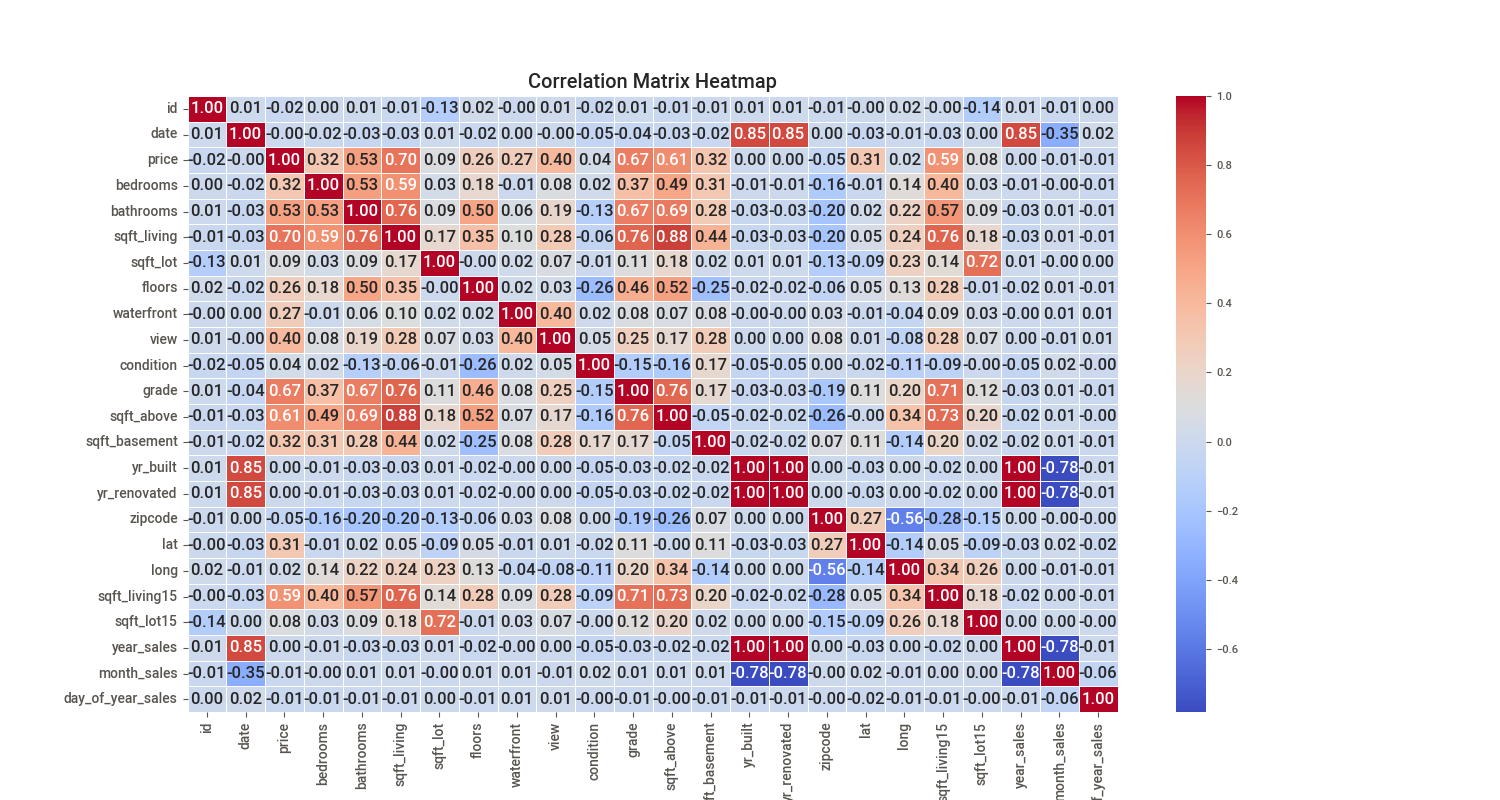 Correlation Matrix Heatmap
id 1.00 0.01 -0.02 0.00 0.01 -0.01 -0.13 0.02 -0.00 0.01 -0.02 0.01 -0.01 -0.01 0.01 0.01 -0.01 -0.00 0.02 -0.00 -0.14 0.01 -0.01 0.00
date 0.01 1.00 -0.00 -0.02 -0.03 -0.03 0.01 -0.02 0.00 -0.00 -0.05 -0.04 -0.03 -0.02 0.85 0.85 0.00 -0.03 -0.01 -0.03 0.00 0.85 -0.35 0.02
price -0.02 -0.00 1.00 0.32 0.53 0.70 0.09 0.26 0.27 0.40 0.04 0.67 0.61 0.32 0.00 0.00 -0.05 0.31 0.02 0.59 0.08 0.00 -0.01 -0.01
bedrooms 0.00 -0.02 0.32 1.00 0.53 0.59 0.03 0.18 -0.01 0.08 0.02 0.37 0.49 0.31 -0.01 -0.01 -0.16 -0.01 0.14 0.40 0.03 -0.01 -0.00 -0.01
bathrooms 0.01 -0.03 0.53 0.53 1.00 0.76 0.09 0.50 0.06 0.19 -0.13 0.67 0.69 0.28 -0.03 -0.03 -0.20 0.02 0.22 0.57 0.09 -0.03 0.01 -0.01
sqft_living -0.01 -0.03 0.70 0.59 0.76 1.00 0.17 0.35 0.10 0.28 -0.06 0.76 0.88 0.44 -0.03 -0.03 -0.20 0.05 0.24 0.76 0.18 -0.03 0.01 -0.01
sqft_lot -0.13 0.01 0.09 0.03 0.09 0.17 1.00 -0.00 0.02 0.07 -0.01 0.11 0.18 0.02 0.01 0.01 -0.13 -0.09 0.23 0.14 0.72 0.01 -0.00 0.00
floors 0.02 -0.02 0.26 0.18 0.50 0.35 -0.00 1.00 0.02 0.03 -0.26 0.46 0.52 -0.25 -0.02 -0.02 -0.06 0.05 0.13 0.28 -0.01 -0.02 0.01 -0.01
waterfront -0.00 0.00 0.27 -0.01 0.06 0.10 0.02 0.02 1.00 0.40 0.02 0.08 0.07 0.08 -0.00 -0.00 0.03 -0.01 -0.04 0.09 0.03 -0.00 0.01 0.01
view 0.01 -0.00 0.40 0.08 0.19 0.28 0.07 0.03 0.40 1.00 0.05 0.25 0.17 0.28 0.00 0.00 0.08 0.01 -0.08 0.28 0.07 0.00 -0.01 0.01
condition -0.02 -0.05 0.04 0.02 -0.13 -0.06 -0.01 -0.26 0.02 0.05 1.00 -0.15 -0.16 0.17 -0.05 -0.05 0.00 -0.02 -0.11 -0.09 -0.00 -0.05 0.02 -0.00
grade 0.01 -0.04 0.67 0.37 0.67 0.76 0.11 0.46 0.08 0.25 -0.15 1.00 0.76 0.17 -0.03 -0.03 -0.19 0.11 0.20 0.71 0.12 -0.03 0.01 -0.01
sqft_above -0.01 -0.03 0.61 0.49 0.69 0.88 0.18 0.52 0.07 0.17 -0.16 0.76 1.00 -0.05 -0.02 -0.02 -0.26 -0.00 0.34 0.73 0.20 -0.02 0.01 -0.00
sqft_basement -0.01 -0.02 0.32 0.31 0.28 0.44 0.02 -0.25 0.08 0.28 0.17 0.17 -0.05 1.00 -0.02 -0.02 0.07 0.11 -0.14 0.20 0.02 -0.02 0.01 -0.01
yr_built 0.01 0.85 0.00 -0.01 -0.03 -0.03 0.01 -0.02 -0.00 0.00 -0.05 -0.03 -0.02 -0.02 1.00 1.00 0.00 -0.03 0.00 -0.02 0.00 1.00 -0.78 -0.01
yr_renovated 0.01 0.85 0.00 -0.01 -0.03 -0.03 0.01 -0.02 -0.00 0.00 -0.05 -0.03 -0.02 -0.02 1.00 1.00 0.00 -0.03 0.00 -0.02 0.00 1.00 -0.78 -0.01
zipcode -0.01 0.00 -0.05 -0.16 -0.20 -0.20 -0.13 -0.06 0.03 0.08 0.00 -0.19 -0.26 0.07 0.00 0.00 1.00 0.27 -0.56 -0.28 -0.15 0.00 -0.00 -0.00
lat -0.00 -0.03 0.31 -0.01 0.02 0.05 -0.09 0.05 -0.01 0.01 -0.02 0.11 -0.00 0.11 -0.03 -0.03 0.27 1.00 -0.14 0.05 -0.09 -0.03 0.02 -0.02
long 0.02 -0.01 0.02 0.14 0.22 0.24 0.23 0.13 -0.04 -0.08 -0.11 0.20 0.34 -0.14 0.00 0.00 -0.56 -0.14 1.00 0.34 0.26 0.00 -0.01 -0.01
sqft_living15 -0.00 -0.03 0.59 0.40 0.57 0.76 0.14 0.28 0.09 0.28 -0.09 0.71 0.73 0.20 -0.02 -0.02 -0.28 0.05 0.34 1.00 0.18 -0.02 0.00 -0.01
sqft_lot15 -0.14 0.00 0.08 0.03 0.09 0.18 0.72 -0.01 0.03 0.07 -0.00 0.12 0.20 0.02 0.00 0.00 -0.15 -0.09 0.26 0.18 1.00 0.00 -0.00 -0.00
year_sales 0.01 0.85 0.00 -0.01 -0.03 -0.03 0.01 -0.02 -0.00 0.00 -0.05 -0.03 -0.02 -0.02 1.00 1.00 0.00 -0.03 0.00 -0.02 0.00 1.00 -0.78 -0.01
month_sales -0.01 -0.35 -0.01 -0.00 0.01 0.01 -0.00 0.01 0.01 -0.01 0.02 0.01 0.01 0.01 -0.78 -0.78 -0.00 0.02 -0.01 0.00 -0.00 -0.78 1.00 -0.06
day_of_year_sales 0.00 0.02 -0.01 -0.01 -0.01 -0.01 0.00 -0.01 0.01 0.01 -0.00 -0.01 -0.00 -0.01 -0.01 -0.01 -0.00 -0.02 -0.01 -0.01 -0.00 -0.01 -0.06 1.00
id date price bedrooms bathrooms sqft_living sqft_lot floors waterfront view condition grade sqft_above ft_basement yr_built yr_renovated zipcode lat long sqft_living15 sqft_lot15 year_sales month_sales f_year_sales
1.0
0.8
0.6
0.4
0.2
0.0
−0.2
−0.4
−0.6